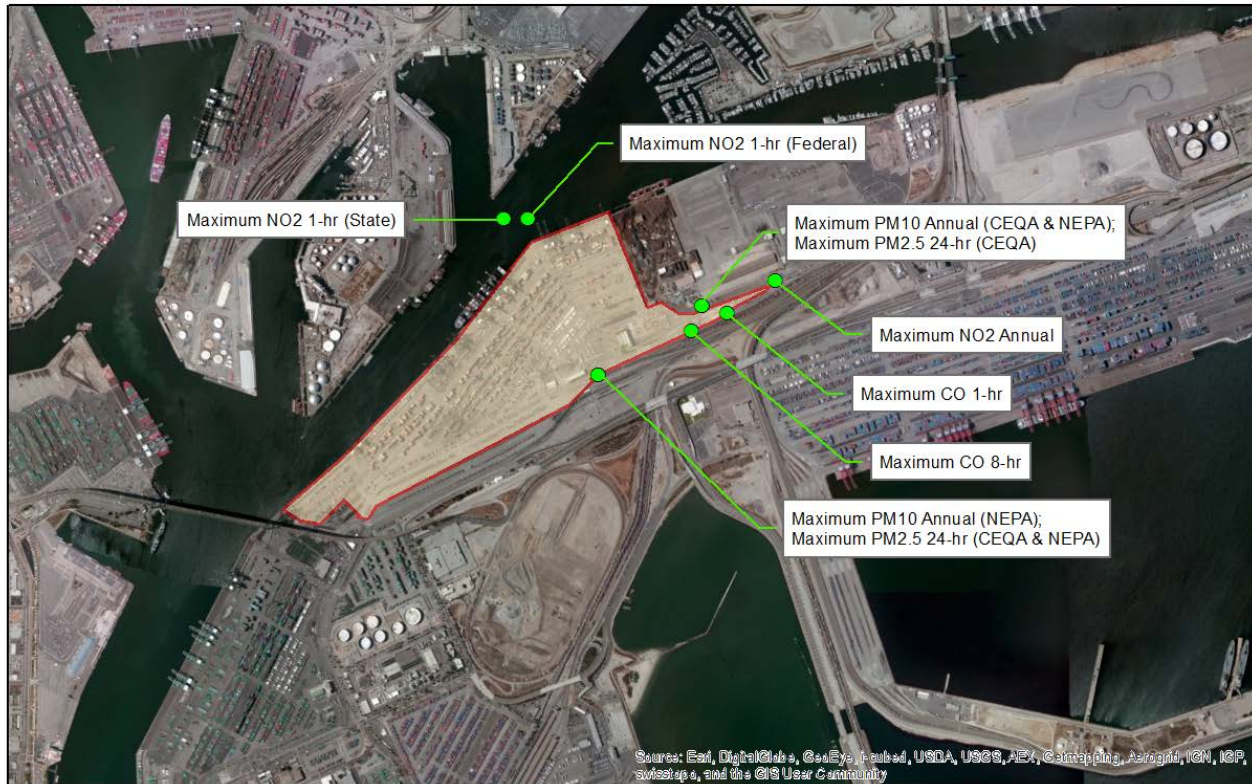 Maximum NO2 1-hr (Federal)
Maximum NO2 1-hr (State)
Maximum PM10 Annual (CEQA & NEPA);
Maximum PM2.5 24-hr (CEQA)
Maximum NO2 Annual
Maximum CO 1-hr
Maximum CO 8-hr
Maximum PM10 Annual (NEPA);
Maximum PM2.5 24-hr (CEQA & NEPA)
Source: Esri, DigitalGlobe, GeoEye, i-cubed, USDA, USGS, AEX, Getmapping, Aerogrid, IGN, IGP,
swisstopo, and the GIS User Community